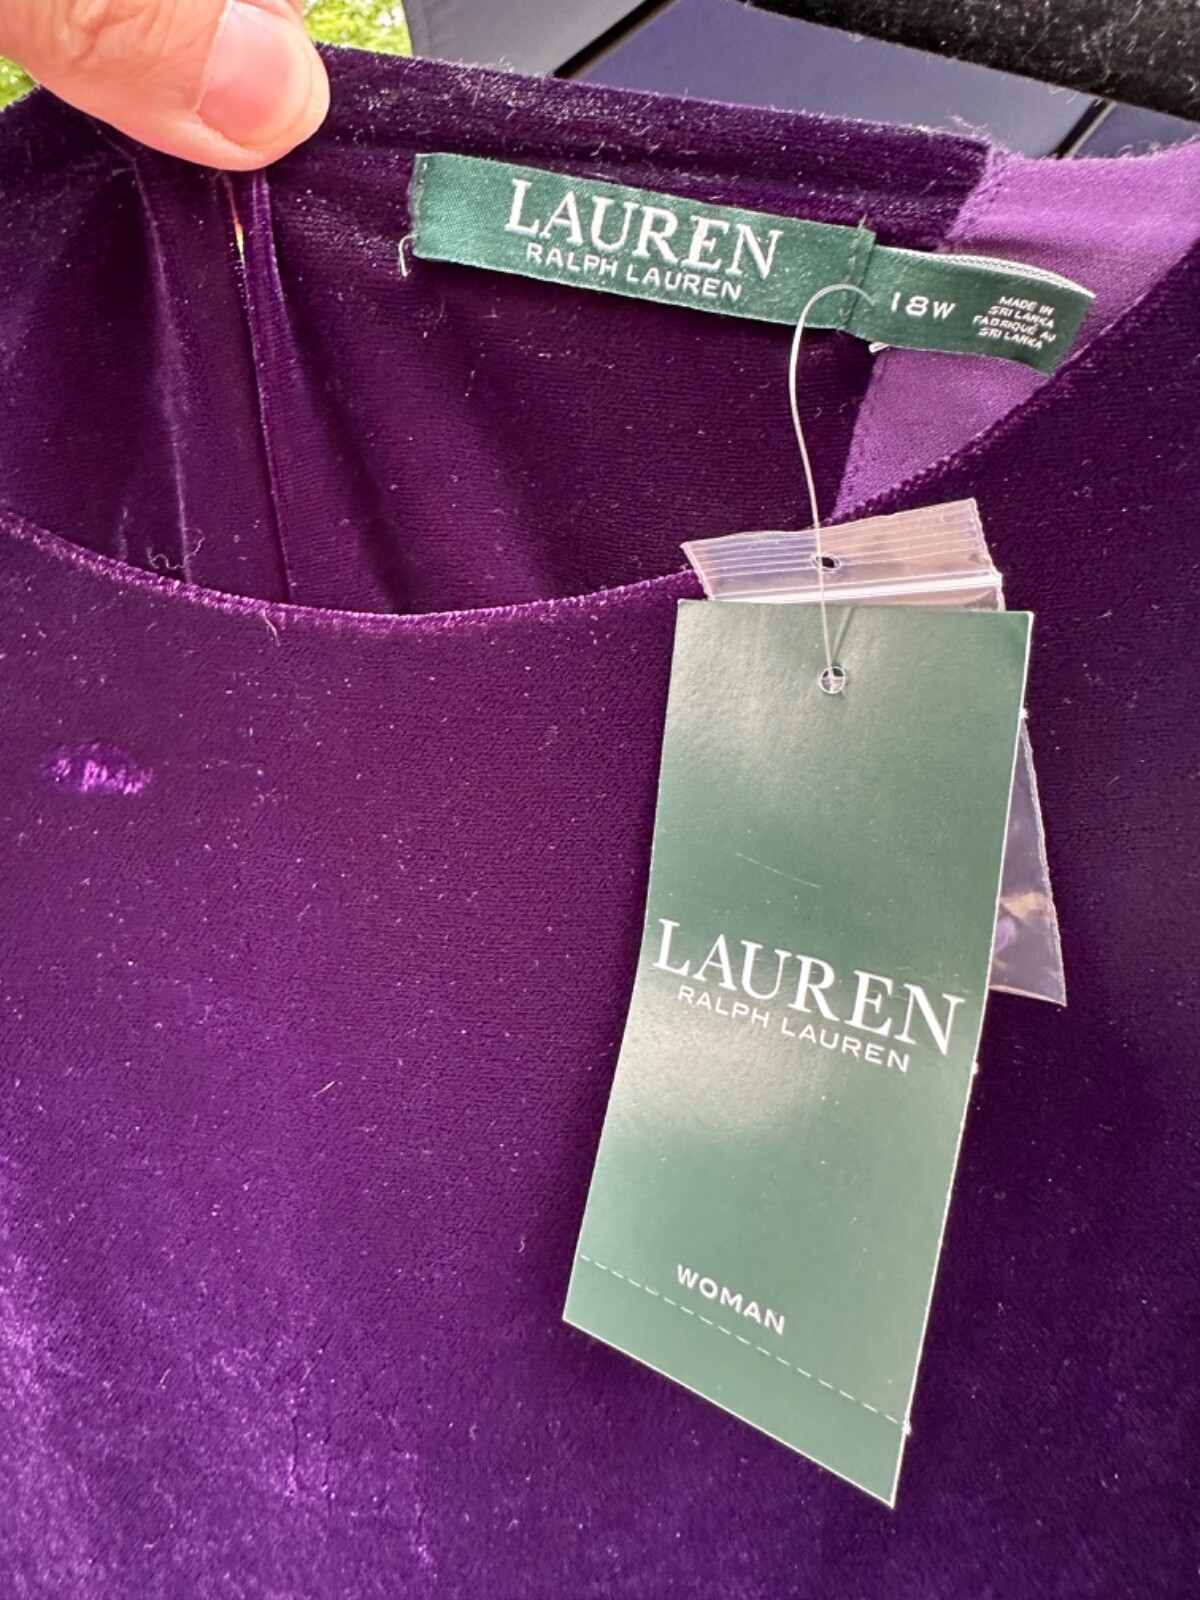 LAUREN
RALPH LAUREN
18W
MADE IN
SRI LANKA
FABRIQUÉ AU
SRI LANKA
LAUREN
RALPH LAUREN
WOMAN